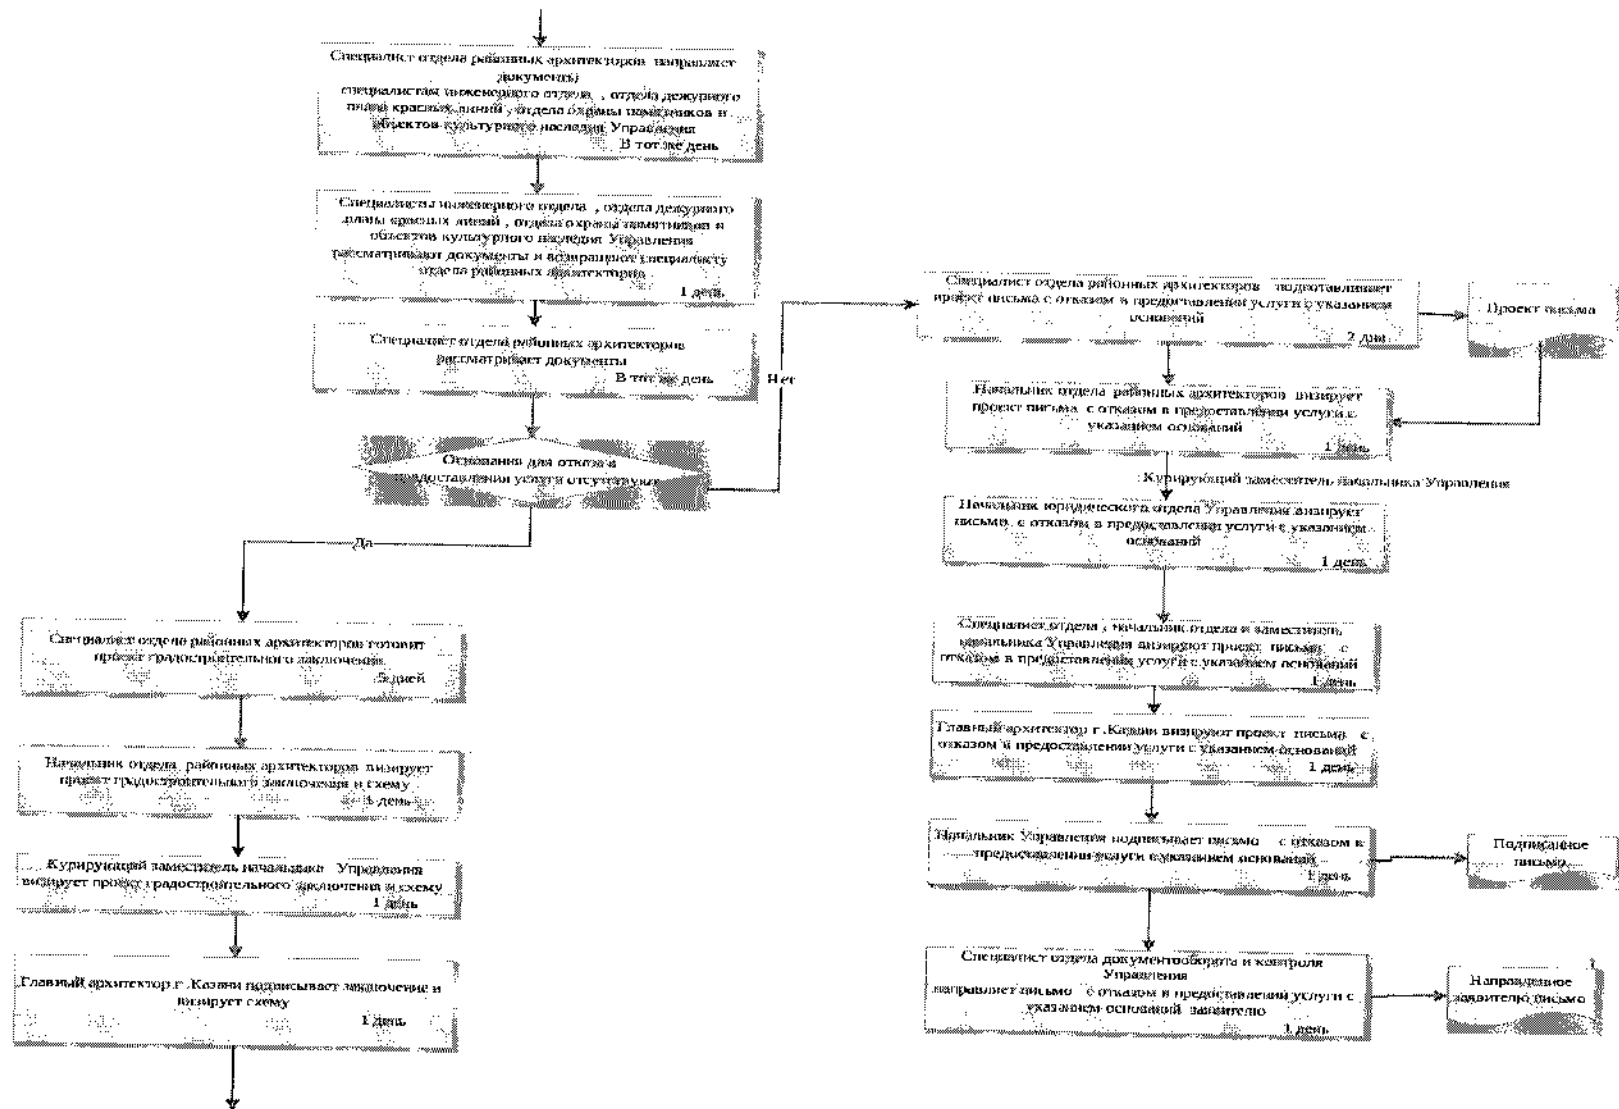 Специалист отдела районных архитекторов направляет
документы
специалистам инженерного отдела , отдела дежурного
плана красных линий , отдела охраны памятников и
объектов культурного наследия Управления
В тот же день
Специалисты инженерного отдела , отдела дежурного
планы красных линий , отдела охраны памятников и
объектов культурного наследия Управления
рассматривают документы и возвращают специалисту
отдела районных архитекторов
1 день
Специалист отдела районных архитекторов
рассматривает документы
В тот же день
Основания для отказа в
предоставлении услуги отсутствуют
Нет
Да
Специалист отдела районных архитекторов готовит
проект градостроительного заключения
5 дней
Начальник отдела районных архитекторов визирует
проект градостроительного заключения и схему
1 день
Курирующий заместитель начальника Управления
визирует проект градостроительного заключения и схему
1 день
Главный архитектор г .Казани подписывает заключение и
визирует схему
1 день
Специалист отдела районных архитекторов подготавливает
проект письма с отказом в предоставлении услуги с указанием
оснований
2 дня
Проект письма
Начальник отдела районных архитекторов визирует
проект письма с отказом в предоставлении услуги с
указанием оснований
1 день
Курирующий заместитель начальника Управления
Начальник юридического отдела Управления визирует
письмо с отказом в предоставлении услуги с указанием
оснований
1 день
Специалист отдела , начальник отдела и заместитель
начальника Управления визируют проект письмо с
отказом в предоставлении услуги с указанием оснований
1 день
Главный архитектор г .Казани визируют проект письма с
отказом в предоставлении услуги с указанием оснований
1 день
Начальник Управления подписывает письмо с отказом в
предоставлении услуги с указанием оснований
1 день
Подписанное
письмо
Специалист отдела документооборота и контроля
Управления
направляет письмо с отказом в предоставлении услуги с
указанием оснований заявителю
1 день
Направленное
заявителю письмо